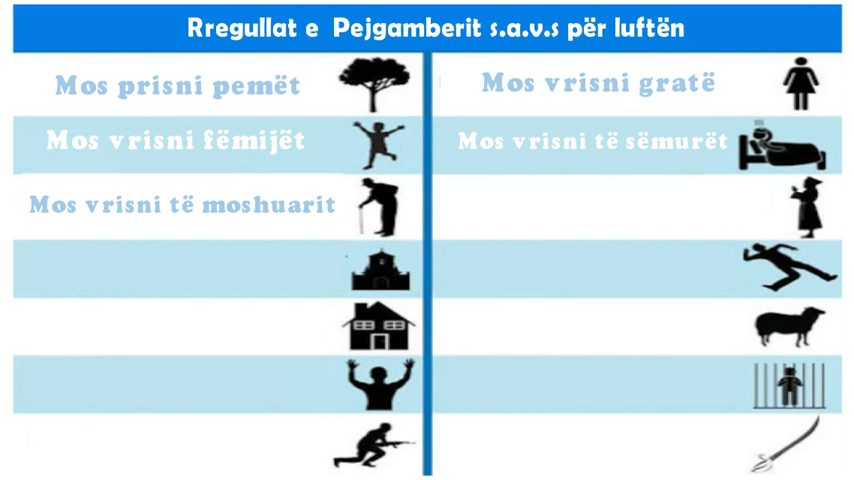 Rregullat e Pejgamberit s.a.v.s për luftën
Mos prisni pemët
Mos vrisni gratë
Mos vrisni fëmijët
Mos vrisni të sëmurët
Mos vrisni të moshuarit